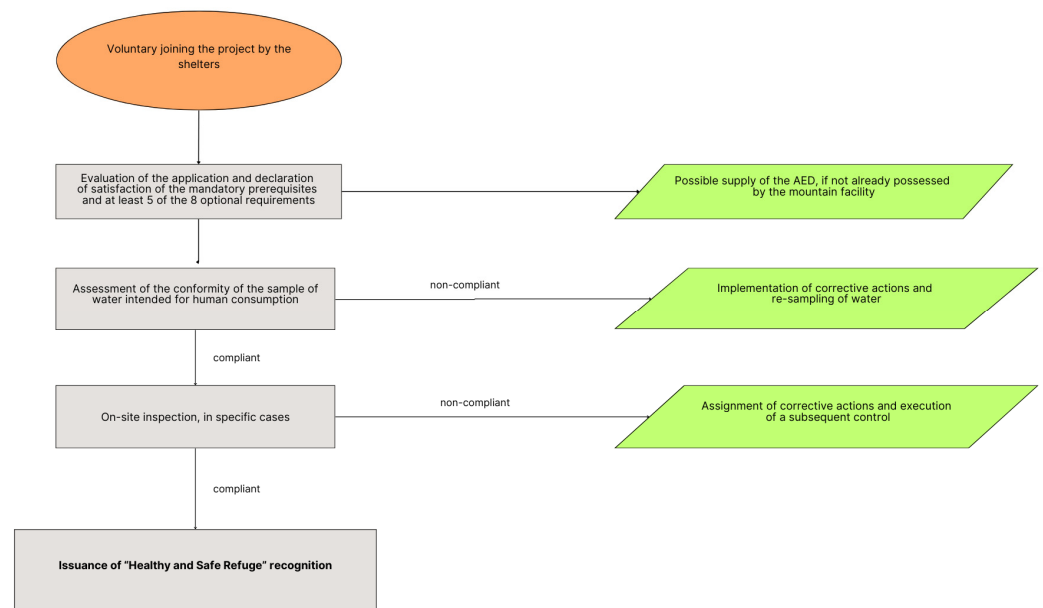 Voluntary joining the project by the
shelters
Evaluation of the application and declaration
of satisfaction of the mandatory prerequisites
and at least 5 of the 8 optional requirements
Possible supply of the AED, if not already possessed
by the mountain facility
Assessment of the conformity of the sample of
water intended for human consumption
non-compliant
Implementation of corrective actions and
re-sampling of water
compliant
On-site inspection, in specific cases
non-compliant
Assignment of corrective actions and execution
of a subsequent control
compliant
Issuance of “Healthy and Safe Refuge” recognition